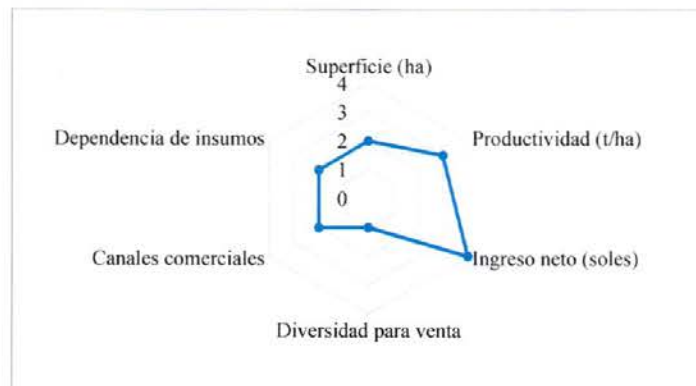 Superficie (ha)
4
3
Dependencia de insumos
2
Productividad (t/ha)
1
0
Canales comerciales
Ingreso neto (soles)
Diversidad para venta